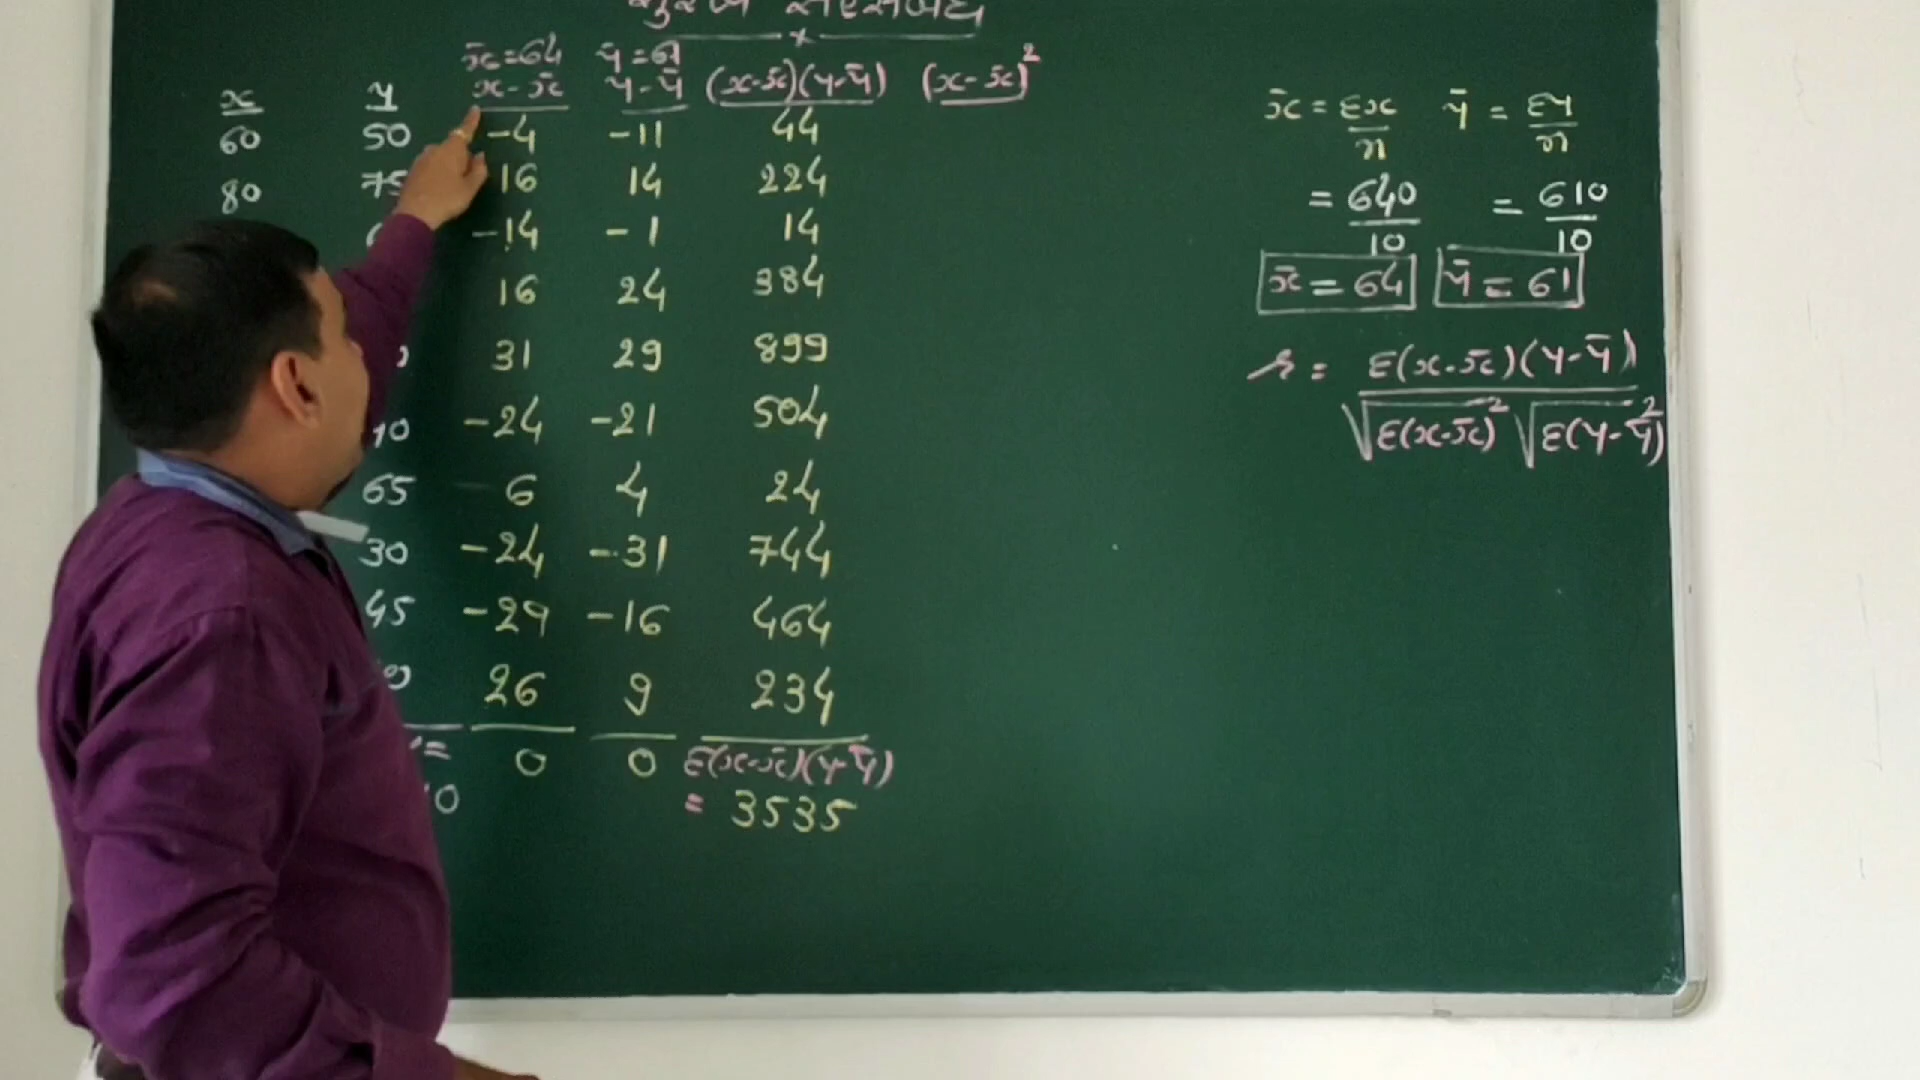 x̄=64 ȳ=61
x y x-x̄ y-ȳ (x-x̄)(y-ȳ) (x-x̄)²
60 50 -4 -11 44
80 75 16 14 224
-14 -1 14
16 24 384
31 29 899
-24 -21 504
65 6 4 24
30 -24 -31 744
45 -29 -16 464
26 9 234
0 0 Σ(x-x̄)(y-ȳ)
= 3535
x̄ = Σx/n ȳ = Σy/n
= 640/10 = 610/10
x̄ = 64 ȳ = 61
r = Σ(x-x̄)(y-ȳ) / √Σ(x-x̄)² √Σ(y-ȳ)²